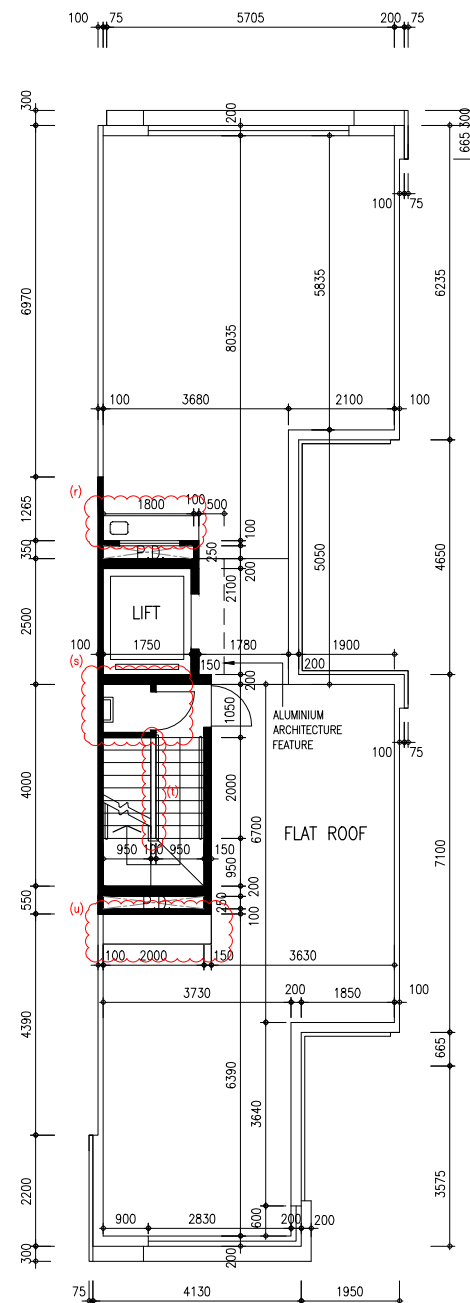 100 75 5705 200 75
300 200 300
665
100 75
6970 8035 5835 6235
100 3680 2100 100
(r) 1800 100 500
1265 100
350 P.D. 250
200
2500 LIFT 2100 5050 4650
100 1750 1780 1900
(s) 150 200
200
1050
ALUMINIUM
ARCHITECTURE
FEATURE
100 75
4000 (t) 2000 6700 7100
FLAT ROOF
950 100 950 150 950
550 200
250
(u) 100
100 2000 150 3630
200
3730 1850 100
4390 6390 3640 665
2200 3575
900 2830 200 200
600
300 200
75 4130 1950